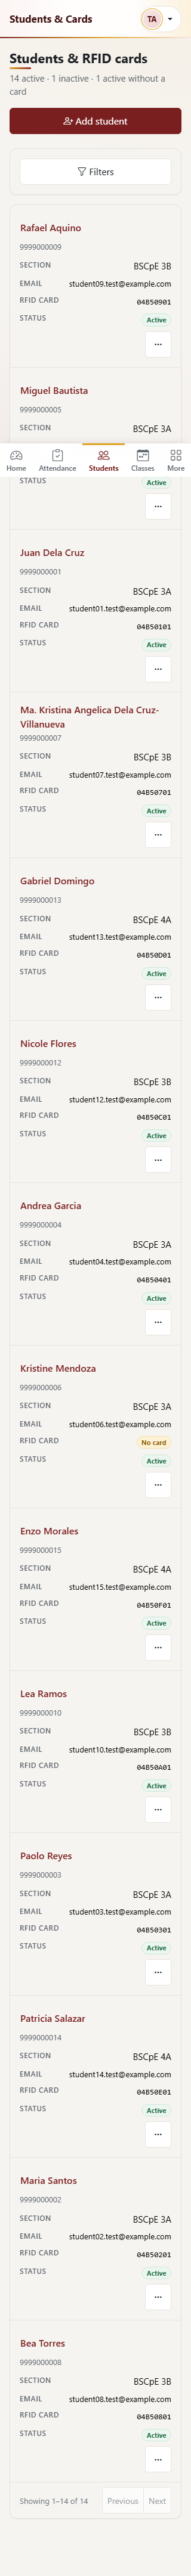 Students & Cards
TA
Students & RFID cards
14 active · 1 inactive · 1 active without a
card
Add student
Filters
Rafael Aquino
9999000009
SECTION BSCpE 3B
EMAIL student09.test@example.com
RFID CARD 04B50901
STATUS Active
...
Miguel Bautista
9999000005
SECTION BSCpE 3A
Home Attendance Students Classes More
STATUS Active
...
Juan Dela Cruz
9999000001
SECTION BSCpE 3A
EMAIL student01.test@example.com
RFID CARD 04B50101
STATUS Active
...
Ma. Kristina Angelica Dela Cruz-
Villanueva
9999000007
SECTION BSCpE 3B
EMAIL student07.test@example.com
RFID CARD 04B50701
STATUS Active
...
Gabriel Domingo
9999000013
SECTION BSCpE 4A
EMAIL student13.test@example.com
RFID CARD 04B50D01
STATUS Active
...
Nicole Flores
9999000012
SECTION BSCpE 3B
EMAIL student12.test@example.com
RFID CARD 04B50C01
STATUS Active
...
Andrea Garcia
9999000004
SECTION BSCpE 3A
EMAIL student04.test@example.com
RFID CARD 04B50401
STATUS Active
...
Kristine Mendoza
9999000006
SECTION BSCpE 3A
EMAIL student06.test@example.com
RFID CARD No card
STATUS Active
...
Enzo Morales
9999000015
SECTION BSCpE 4A
EMAIL student15.test@example.com
RFID CARD 04B50F01
STATUS Active
...
Lea Ramos
9999000010
SECTION BSCpE 3B
EMAIL student10.test@example.com
RFID CARD 04B50A01
STATUS Active
...
Paolo Reyes
9999000003
SECTION BSCpE 3A
EMAIL student03.test@example.com
RFID CARD 04B50301
STATUS Active
...
Patricia Salazar
9999000014
SECTION BSCpE 4A
EMAIL student14.test@example.com
RFID CARD 04B50E01
STATUS Active
...
Maria Santos
9999000002
SECTION BSCpE 3A
EMAIL student02.test@example.com
RFID CARD 04B50201
STATUS Active
...
Bea Torres
9999000008
SECTION BSCpE 3B
EMAIL student08.test@example.com
RFID CARD 04B50801
STATUS Active
...
Showing 1–14 of 14 Previous Next